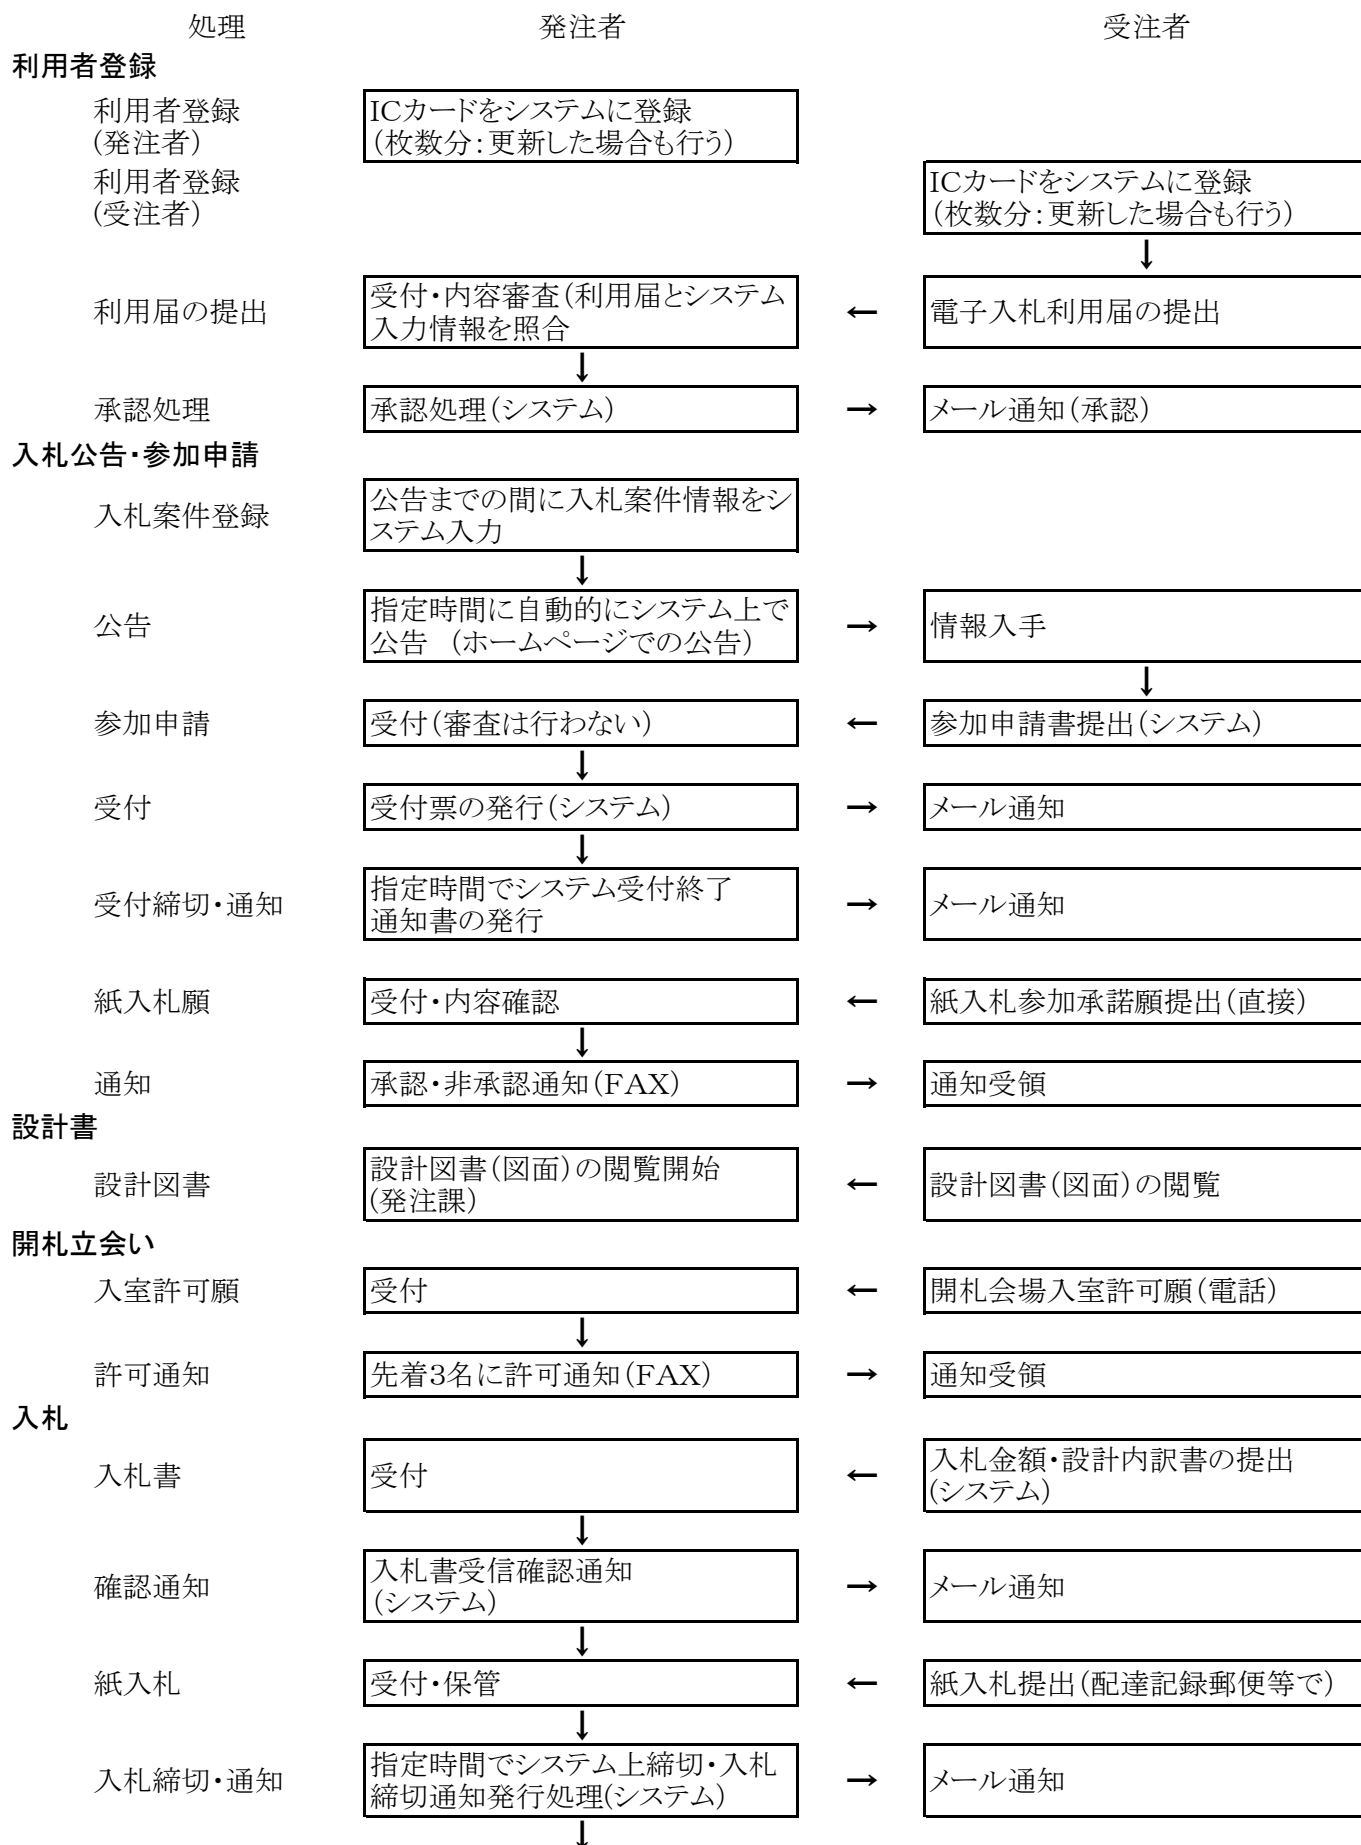 処理 発注者 受注者
利用者登録
利用者登録 ICカードをシステムに登録
(発注者) (枚数分：更新した場合も行う)
利用者登録 ICカードをシステムに登録
(受注者) (枚数分：更新した場合も行う)
↓
利用届の提出 受付・内容審査(利用届とシステム ← 電子入札利用届の提出
入力情報を照合
↓
承認処理 承認処理(システム) → メール通知(承認)
入札公告・参加申請
入札案件登録 公告までの間に入札案件情報をシ
ステム入力
↓
公告 指定時間に自動的にシステム上で → 情報入手
公告 (ホームページでの公告)
↓
参加申請 受付(審査は行わない) ← 参加申請書提出(システム)
↓
受付 受付票の発行(システム) → メール通知
↓
受付締切・通知 指定時間でシステム受付終了 → メール通知
通知書の発行
紙入札願 受付・内容確認 ← 紙入札参加承諾願提出(直接)
↓
通知 承認・非承認通知(FAX) → 通知受領
設計書
設計図書 設計図書(図面)の閲覧開始 ← 設計図書(図面)の閲覧
(発注課)
開札立会い
入室許可願 受付 ← 開札会場入室許可願(電話)
↓
許可通知 先着3名に許可通知(FAX) → 通知受領
入札
入札書 受付 ← 入札金額・設計内訳書の提出
(システム)
↓
確認通知 入札書受信確認通知 → メール通知
(システム)
↓
紙入札 受付・保管 ← 紙入札提出(配達記録郵便等で)
↓
入札締切・通知 指定時間でシステム上締切・入札 → メール通知
締切通知発行処理(システム)
↓